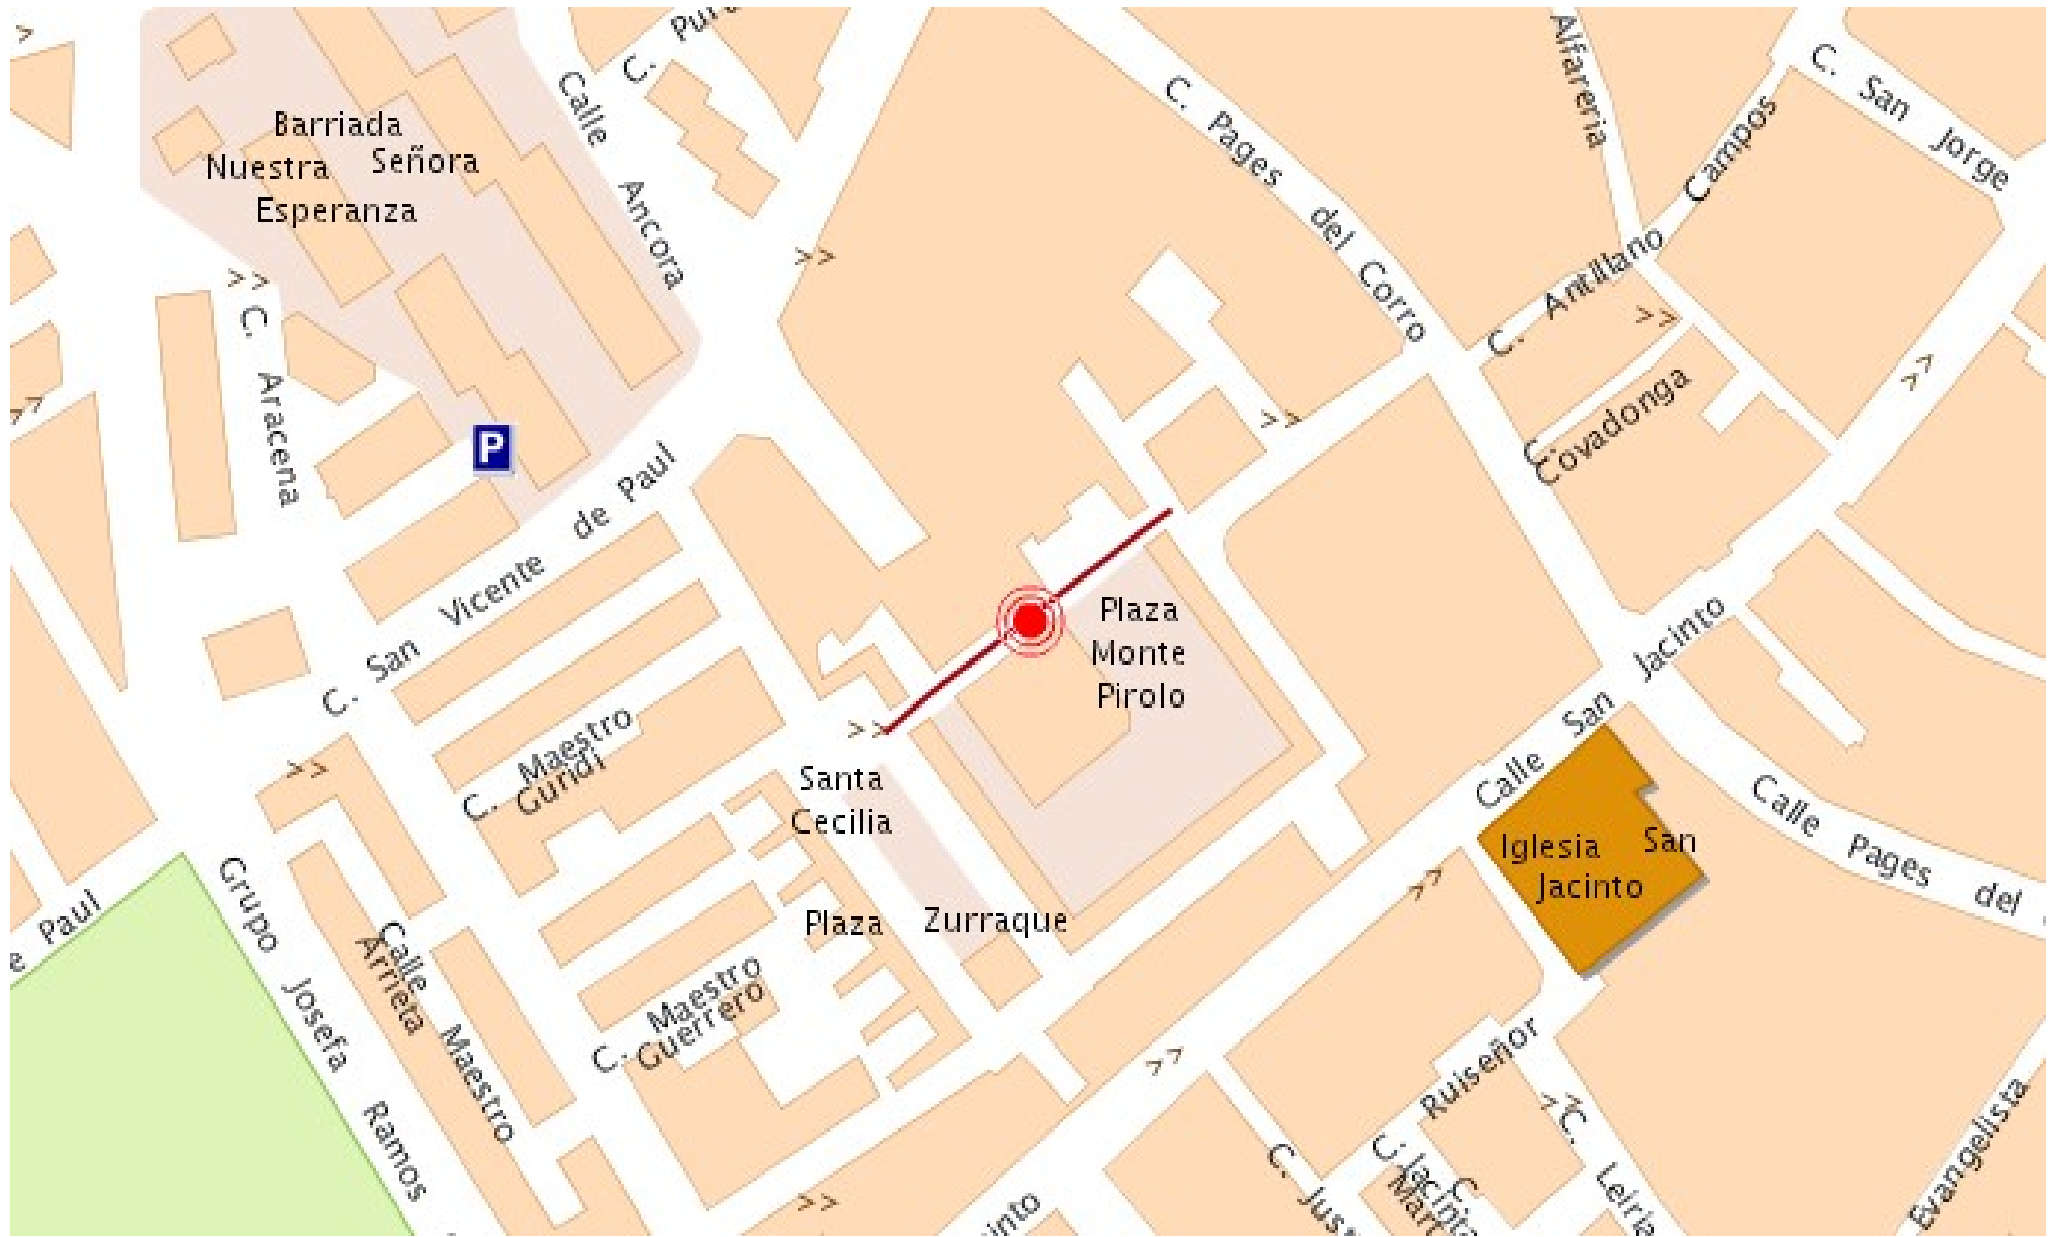 C.
Alfareria
C. San Jorge
Calle Ancora
C. Pages del Corro
Campos
Barriada
Nuestra Señora
Esperanza
C. Antillano
C. Aracena
C.
Covadonga
P
C. San Vicente de Paul
Plaza
Monte
Pirolo
Calle San Jacinto
C. Maestro
Guridi
Santa
Cecilia
Calle Pages del
Iglesia San
Jacinto
Grupo Josefa Ramos
e Paul
Calle Maestro
Arrieta
Plaza Zurraque
C. Maestro
Guerrero
C. Ruiseñor
C. Leiria
Evangelista
C.
C.